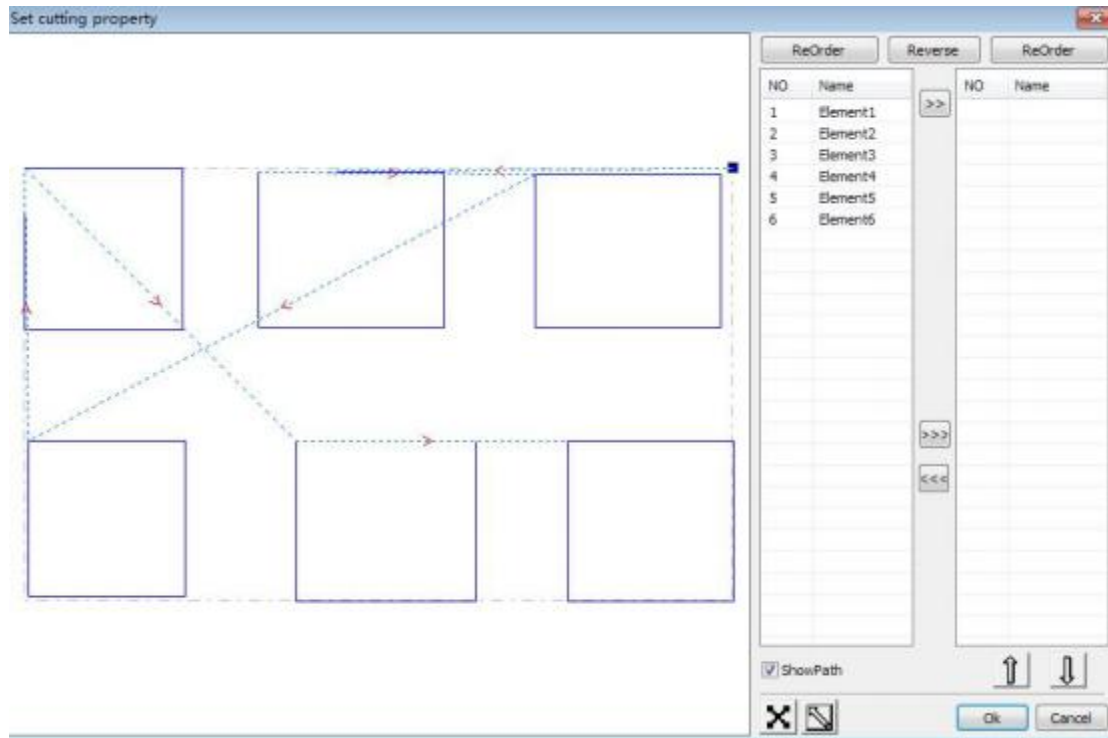 Set cutting property
ReOrder Reverse ReOrder
NO Name NO Name
>>
1 Element1
2 Element2
3 Element3
4 Element4
5 Element5
6 Element6
>>>
<<<
ShowPath
Ok Cancel